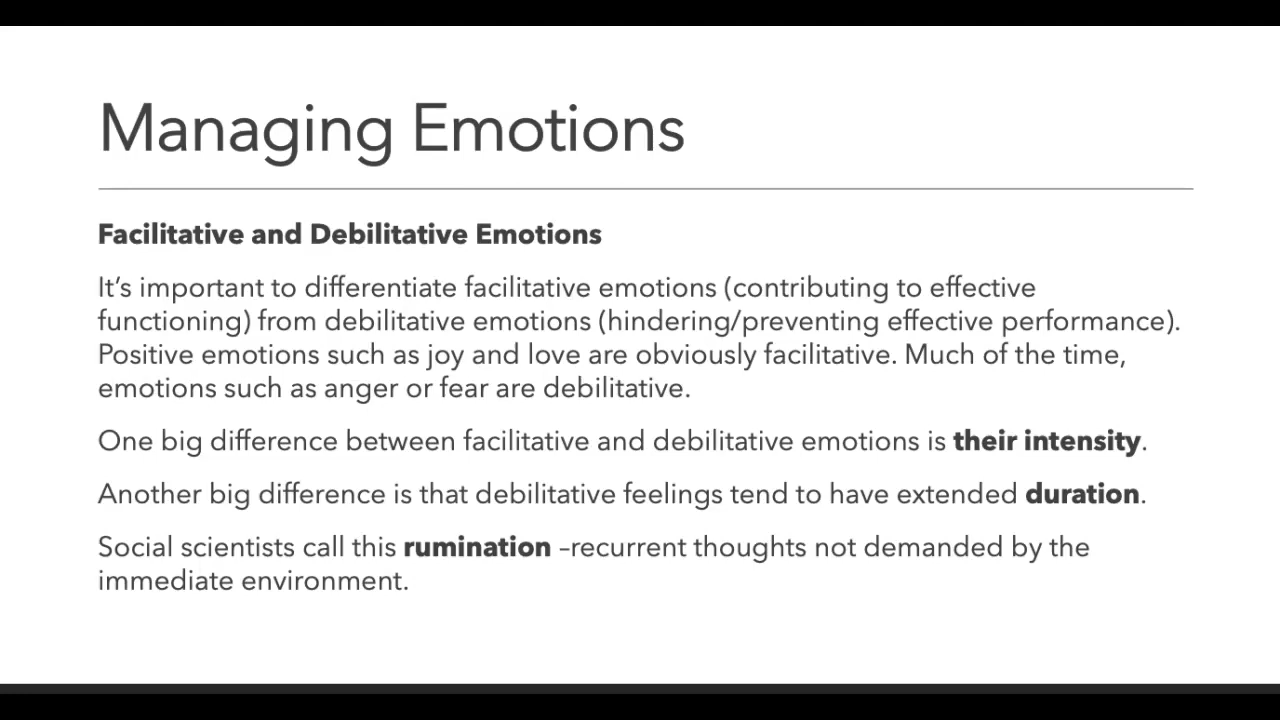 Managing Emotions
Facilitative and Debilitative Emotions
It’s important to differentiate facilitative emotions (contributing to effective
functioning) from debilitative emotions (hindering/preventing effective performance).
Positive emotions such as joy and love are obviously facilitative. Much of the time,
emotions such as anger or fear are debilitative.
One big difference between facilitative and debilitative emotions is their intensity.
Another big difference is that debilitative feelings tend to have extended duration.
Social scientists call this rumination –recurrent thoughts not demanded by the
immediate environment.